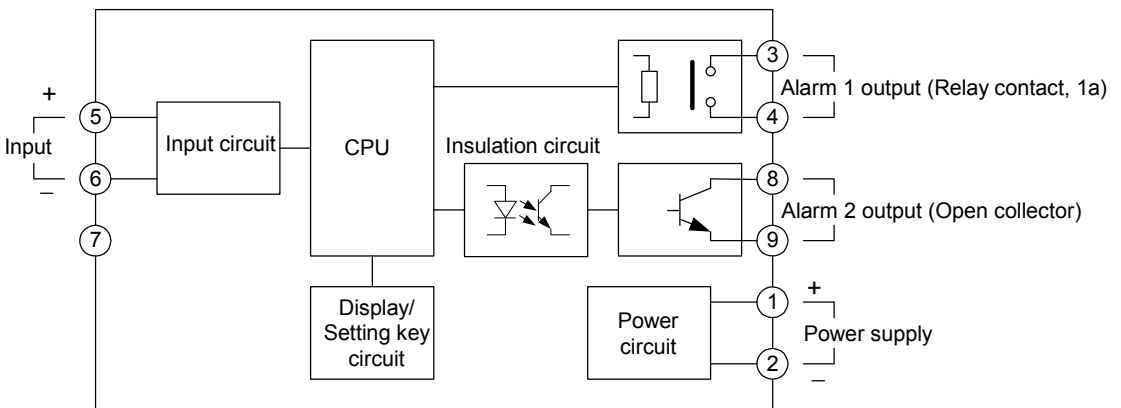 3
Alarm 1 output (Relay contact, 1a)
4
+
5
Input
6
−
7
Input circuit
CPU
Insulation circuit
8
Alarm 2 output (Open collector)
9
Display/
Setting key
circuit
Power
circuit
1
+
Power supply
2
−